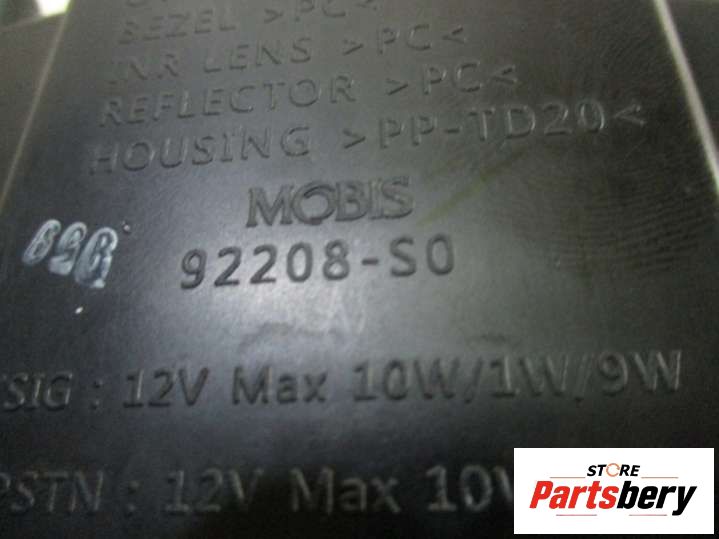 BEZEL >PC<
INR LENS >PC<
REFLECTOR >PC<
HOUSING >PP-TD20<
MOBIS
92208-S0
SIG : 12V Max 10W/1W/9W
PSTN : 12V Max
STORE
Partsbery